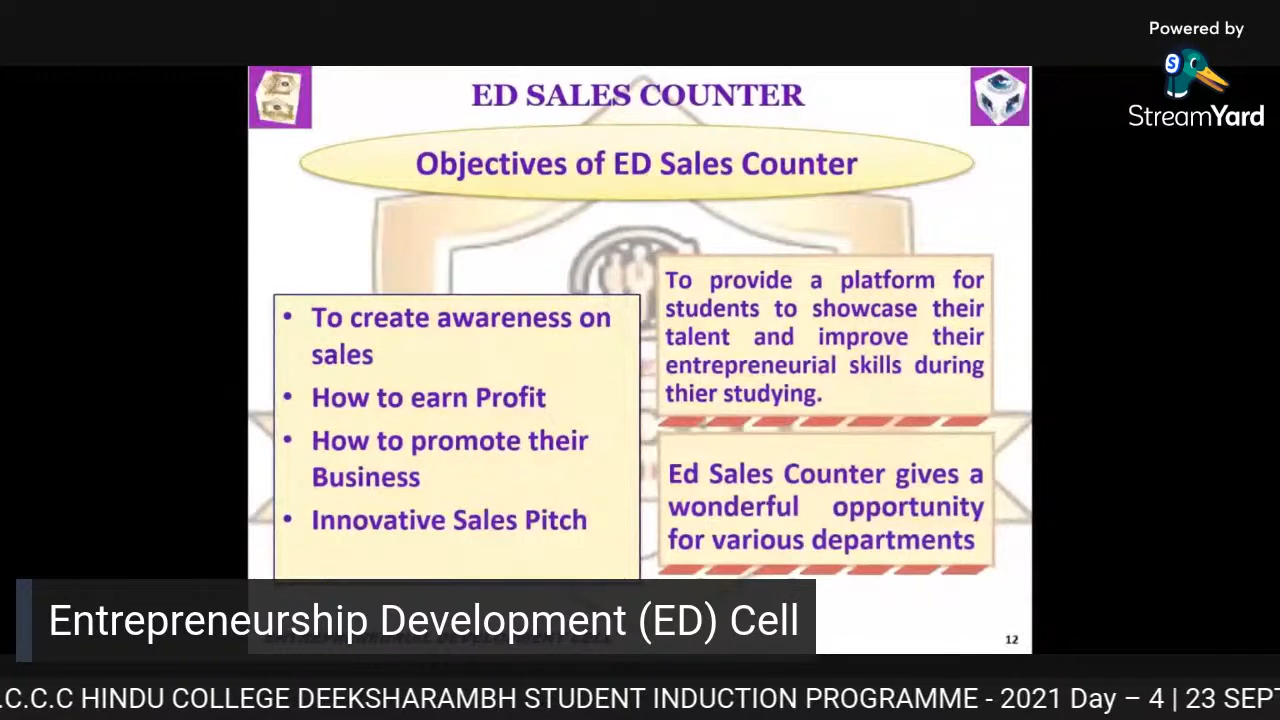 Powered by
StreamYard
ED SALES COUNTER
Objectives of ED Sales Counter
• To create awareness on
sales
• How to earn Profit
• How to promote their
Business
• Innovative Sales Pitch
To provide a platform for
students to showcase their
talent and improve their
entrepreneurial skills during
thier studying.
Ed Sales Counter gives a
wonderful opportunity
for various departments
Entrepreneurship Development (ED) Cell
12
.C.C.C HINDU COLLEGE DEEKSHARAMBH STUDENT INDUCTION PROGRAMME - 2021 Day – 4 | 23 SEPT